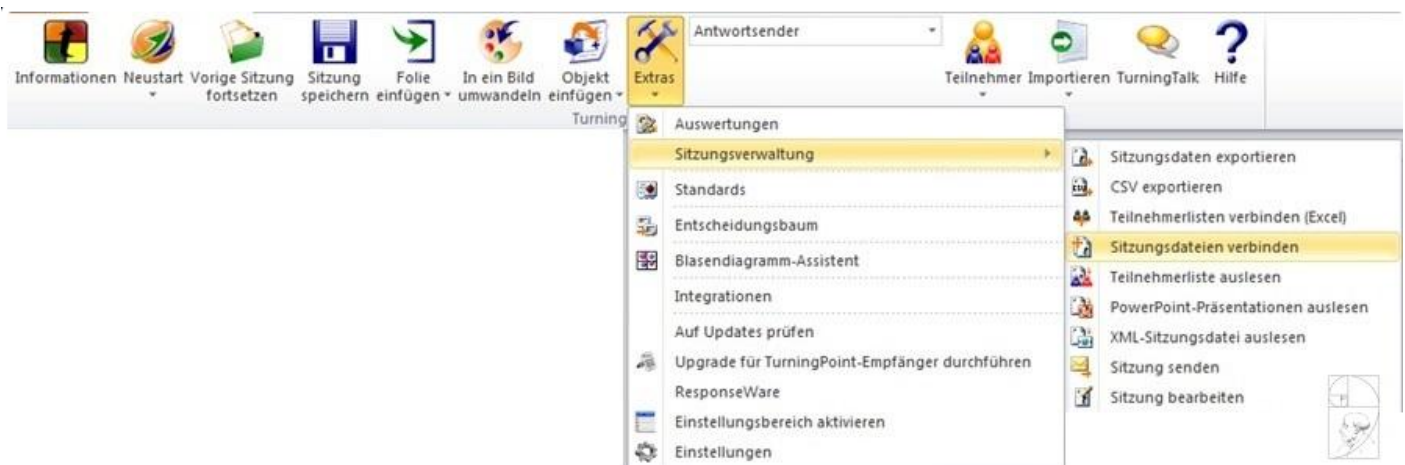 Antwortsender
Informationen
Neustart
Vorige Sitzung
fortsetzen
Sitzung
speichern
Folie
einfügen
In ein Bild
umwandeln
Objekt
einfügen
Extras
Teilnehmer
Importieren
TurningTalk
Hilfe
Turning
Auswertungen
Sitzungsverwaltung
Standards
Entscheidungsbaum
Blasendiagramm-Assistent
Integrationen
Auf Updates prüfen
Upgrade für TurningPoint-Empfänger durchführen
ResponseWare
Einstellungsbereich aktivieren
Einstellungen
Sitzungsdaten exportieren
CSV exportieren
Teilnehmerlisten verbinden (Excel)
Sitzungsdateien verbinden
Teilnehmerliste auslesen
PowerPoint-Präsentationen auslesen
XML-Sitzungsdatei auslesen
Sitzung senden
Sitzung bearbeiten